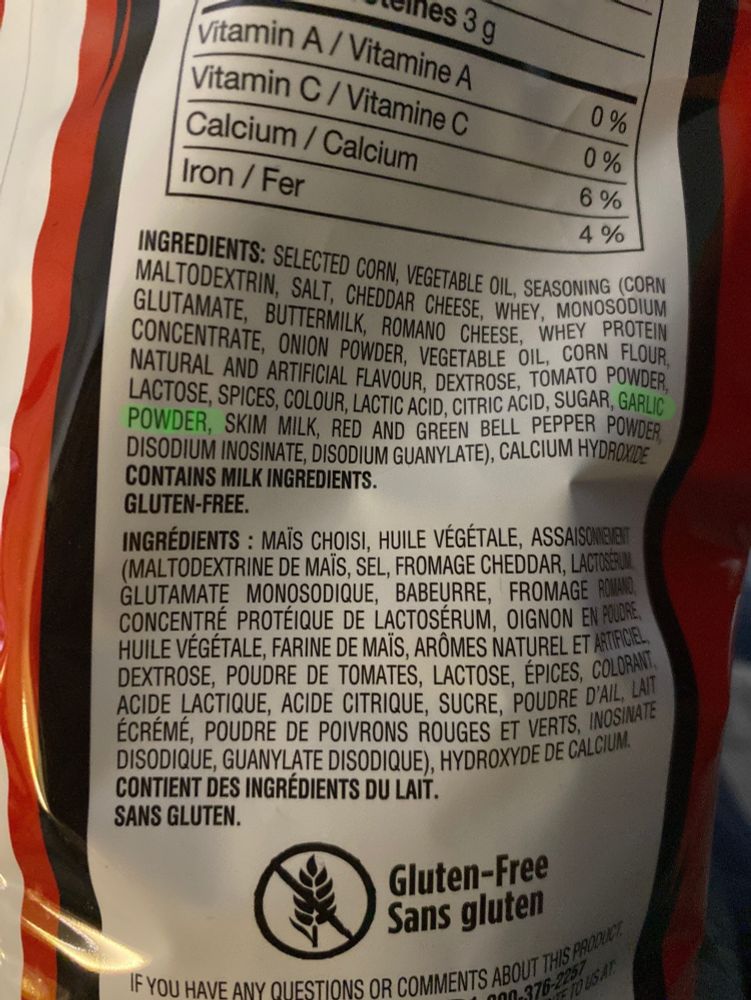 3 g
Vitamin A / Vitamine A 0 %
Vitamin C / Vitamine C 0 %
Calcium / Calcium 6 %
Iron / Fer 4 %
INGREDIENTS: SELECTED CORN, VEGETABLE OIL, SEASONING (CORN
MALTODEXTRIN, SALT, CHEDDAR CHEESE, WHEY, MONOSODIUM
GLUTAMATE, BUTTERMILK, ROMANO CHEESE, WHEY PROTEIN
CONCENTRATE, ONION POWDER, VEGETABLE OIL, CORN FLOUR,
NATURAL AND ARTIFICIAL FLAVOUR, DEXTROSE, TOMATO POWDER,
LACTOSE, SPICES, COLOUR, LACTIC ACID, CITRIC ACID, SUGAR, GARLIC
POWDER, SKIM MILK, RED AND GREEN BELL PEPPER POWDER,
DISODIUM INOSINATE, DISODIUM GUANYLATE), CALCIUM HYDROXIDE
CONTAINS MILK INGREDIENTS.
GLUTEN-FREE.
INGRÉDIENTS : MAÏS CHOISI, HUILE VÉGÉTALE, ASSAISONNEMENT
(MALTODEXTRINE DE MAÏS, SEL, FROMAGE CHEDDAR, LACTOSÉRUM,
GLUTAMATE MONOSODIQUE, BABEURRE, FROMAGE ROMANO,
CONCENTRÉ PROTÉIQUE DE LACTOSÉRUM, OIGNON EN POUDRE,
HUILE VÉGÉTALE, FARINE DE MAÏS, ARÔMES NATUREL ET ARTIFICIEL,
DEXTROSE, POUDRE DE TOMATES, LACTOSE, ÉPICES, COLORANT,
ACIDE LACTIQUE, ACIDE CITRIQUE, SUCRE, POUDRE D'AIL, LAIT
ÉCRÉMÉ, POUDRE DE POIVRONS ROUGES ET VERTS, INOSINATE
DISODIQUE, GUANYLATE DISODIQUE), HYDROXYDE DE CALCIUM.
CONTIENT DES INGRÉDIENTS DU LAIT.
SANS GLUTEN.
Gluten-Free
Sans gluten
IF YOU HAVE ANY QUESTIONS OR COMMENTS ABOUT THIS PRODUCT
376-2257
TO US AT: